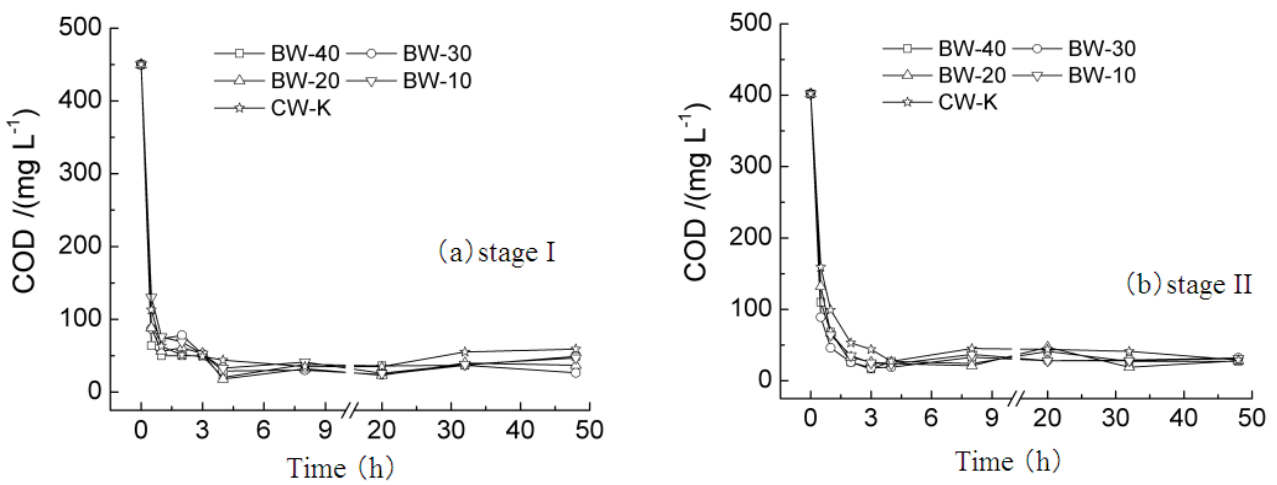 500
400
300
200
100
0
COD /(mg L⁻¹)
BW-40 BW-30
BW-20 BW-10
CW-K
(a) stage I
0 3 6 9 20 30 40 50
Time (h)
500
400
300
200
100
0
COD /(mg L⁻¹)
BW-40 BW-30
BW-20 BW-10
CW-K
(b) stage II
0 3 6 9 20 30 40 50
Time (h)